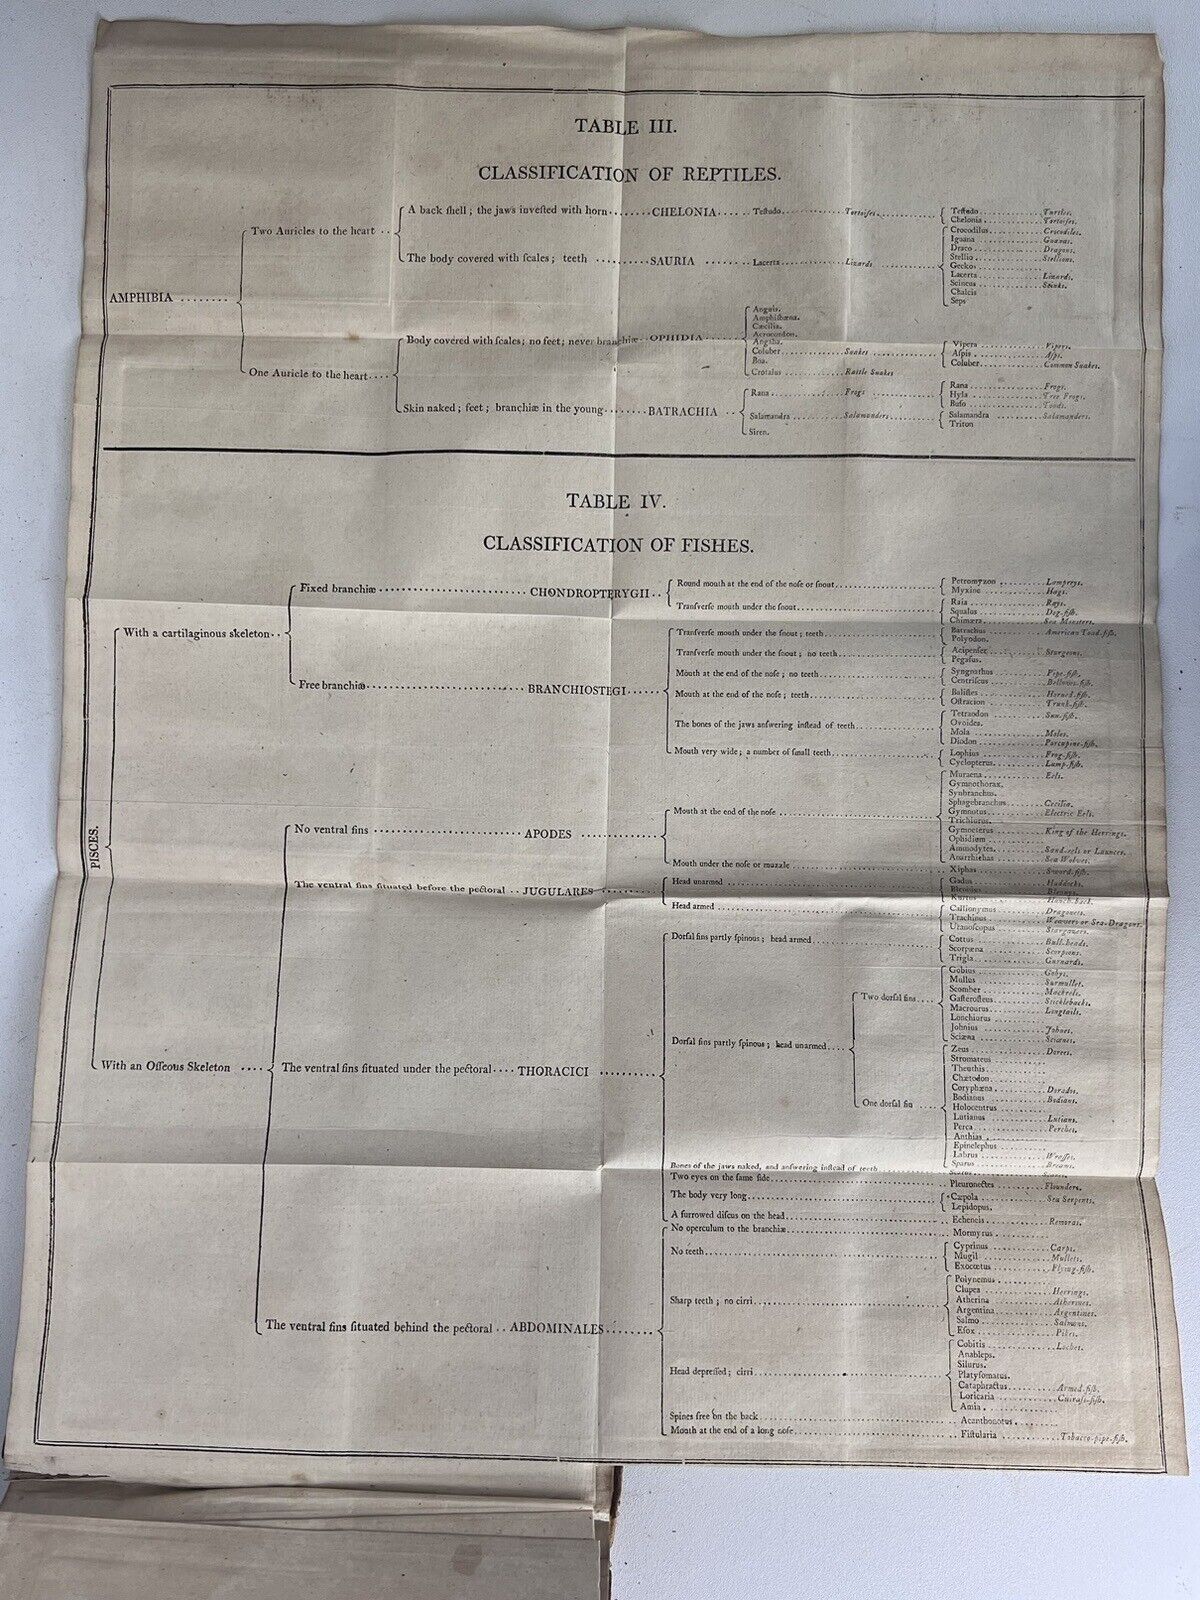 TABLE III.
CLASSIFICATION OF REPTILES.
AMPHIBIA ........
Two Auricles to the heart ..
A back ſhell; the jaws inveſted with horn ....... CHELONIA ..... Teſtudo .......... Tortoiſes ..........
Teſtudo .......... Turtles.
Chelonia .......... Tortoiſes.
The body covered with ſcales; teeth ......... SAURIA ...... Lacerta .......... Lizards ..........
Crocodilus .......... Crocodiles.
Iguana .......... Guanas.
Draco .......... Dragons.
Stellio .......... Stellions.
Geckos ..........
Lacerta .......... Lizards.
Scincus .......... Scinks.
Chalcis
Seps
One Auricle to the heart ....
Body covered with ſcales; no feet; never branchiæ .. OPHIDIA ........
Anguis.
Amphiſbæna.
Cæcilia.
Acrocordon.
Angaha.
Coluber .......... Snakes ..........
Vipera .......... Vipers.
Aſpis .......... Aſps.
Coluber .......... Common Snakes.
Boa.
Crotalus .......... Rattle Snakes
Skin naked; feet; branchiæ in the young ....... BATRACHIA ....
Rana .......... Frogs ..........
Rana .......... Frogs.
Hyla .......... Tree Frogs.
Bufo .......... Toads.
Salamandra .......... Salamanders ..........
Salamandra .......... Salamanders.
Triton
Siren.
TABLE IV.
CLASSIFICATION OF FISHES.
PISCES.
With a cartilaginous skeleton ..
Fixed branchiæ .......... CHONDROPTERYGII ..
Round mouth at the end of the noſe or ſnout ..........
Petromyzon .......... Lampreys.
Myxine .......... Hags.
Tranſverſe mouth under the ſnout ..........
Raia .......... Rays.
Squalus .......... Dog-fiſh.
Chimæra .......... Sea Monſters.
Free branchiæ .......... BRANCHIOSTEGI ......
Tranſverſe mouth under the ſnout; teeth ..........
Batrachus .......... American Toad-fiſh.
Polyodon.
Tranſverſe mouth under the ſnout; no teeth ..........
Acipenſer .......... Sturgeons.
Pegaſus.
Mouth at the end of the noſe; no teeth ..........
Syngnathus .......... Pipe-fiſh.
Centriſcus .......... Bellows-fiſh.
Mouth at the end of the noſe; teeth ..........
Baliſtes .......... Horned-fiſh.
Oſtracion .......... Trunk-fiſh.
The bones of the jaws anſwering inſtead of teeth ..........
Tetraodon .......... Sun-fiſh.
Ovoides.
Mola .......... Moles.
Diodon .......... Porcupine-fiſh.
Mouth very wide; a number of ſmall teeth ..........
Lophius .......... Frog-fiſh.
Cyclopterus .......... Lump-fiſh.
With an Oſſeous Skeleton ....
No ventral fins .......... APODES ........
Mouth at the end of the noſe ..........
Muraena .......... Eels.
Gymnothorax.
Synbranchus.
Sphagebranchus .......... Cecilia.
Gymnotus .......... Electric Eels.
Trichiurus.
Gymneterus .......... King of the Herrings.
Ophidium ..........
Ammodytes .......... Sand-eels or Launces.
Anarrhichas .......... Sea Wolves.
Mouth under the noſe or muzzle ..........
Xiphas .......... Sword-fiſh.
The ventral fins ſituated before the pectoral .. JUGULARES ........
Head unarmed ..........
Gadus .......... Haddocks.
Blennius .......... Blennys.
Kurtus .......... Hunch-back.
Head armed ..........
Callionymus .......... Dragonets.
Trachinus .......... Weavers or Sea-Dragons.
Uranoſcopus .......... Stargazers.
The ventral fins ſituated under the pectoral .... THORACICI ........
Dorſal fins partly ſpinous; head armed ..........
Cottus .......... Bull-heads.
Scorpæna .......... Scorpions.
Trigla .......... Gurnards.
Dorſal fins partly ſpinous; head unarmed ....
Two dorſal fins ....
Gobius .......... Gobys.
Mullus .......... Surmullet.
Scomber .......... Mackrels.
Gaſteroſteus .......... Sticklebacks.
Macrourus .......... Longtails.
Lonchiurus ..........
Johnius .......... Johnes.
Sciæna .......... Sciænes.
One dorſal fin ....
Zeus .......... Dorees.
Stromateus ..........
Theuthis ..........
Chætodon ..........
Coryphæna .......... Dorados.
Bodianus .......... Bodians.
Holocentrus ..........
Lutianus .......... Lutians.
Perca .......... Perches.
Anthias ..........
Epinelephus ..........
Labrus .......... Wraſſes.
Sparus .......... Breams.
Bones of the jaws naked, and anſwering inſtead of teeth ..........
Scarus .......... Scares.
Two eyes on the ſame ſide ..........
Pleuronectes .......... Flounders.
The body very long ..........
Cæpola .......... Sea Serpents.
Lepidopus.
A furrowed diſcus on the head ..........
Echeneis .......... Remoras.
The ventral fins ſituated behind the pectoral .. ABDOMINALES ........
No operculum to the branchiæ ..........
Mormyrus ..........
No teeth ..........
Cyprinus .......... Carps.
Mugil .......... Mullets.
Exocœtus .......... Flying-fiſh.
Sharp teeth; no cirri ..........
Polynemus ..........
Clupea .......... Herrings.
Atherina .......... Atherines.
Argentina .......... Argentines.
Salmo .......... Salmons.
Eſox .......... Pikes.
Head depreſſed; cirri ..........
Cobitis .......... Loches.
Anableps.
Silurus.
Platyſomatus.
Cataphractus .......... Armed-fiſh.
Loricaria .......... Cuiraſs-fiſh.
Amia ..........
Spines free on the back ..........
Acanthonotus ..........
Mouth at the end of a long noſe ..........
Fiſtularia .......... Tobacco-pipe-fiſh.